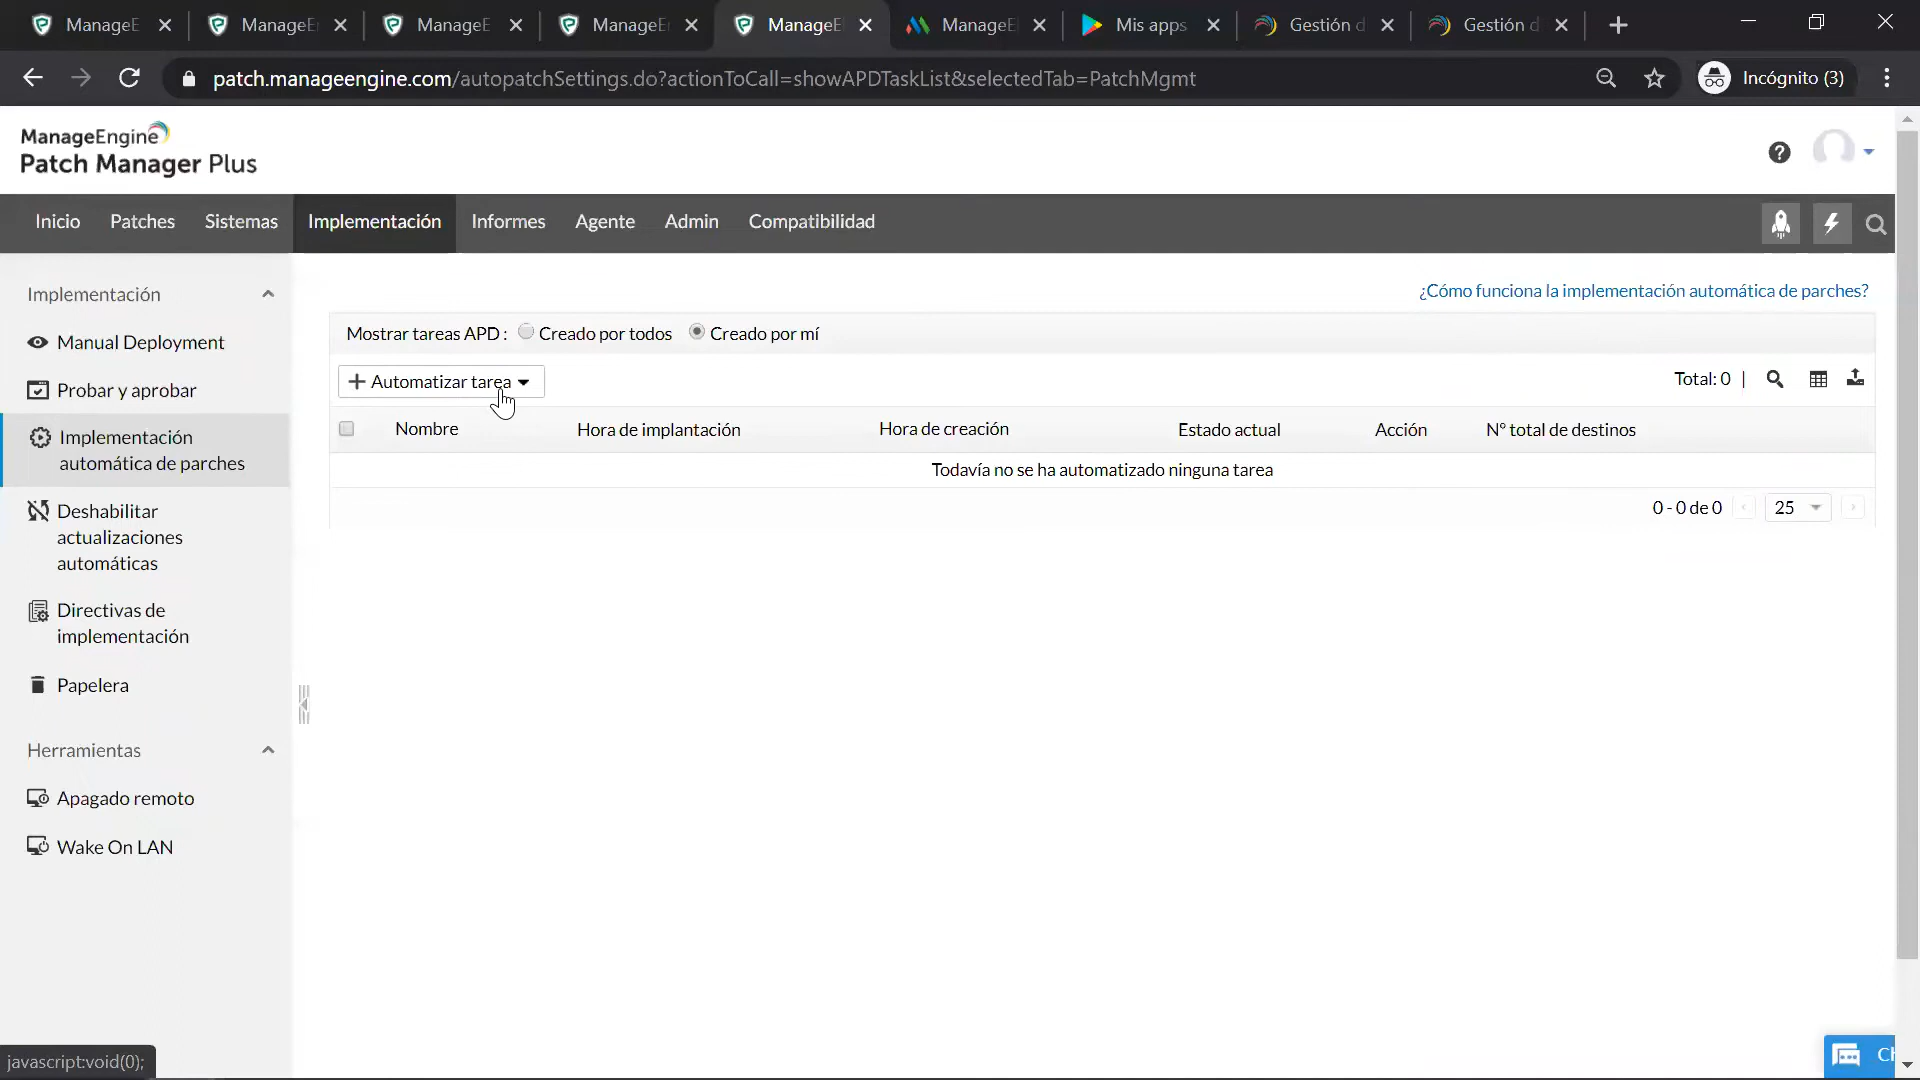 ManageE
ManageE
ManageE
ManageE
ManageE
ManageE
Mis apps
Gestión d
Gestión d
patch.manageengine.com/autopatchSettings.do?actionToCall=showAPDTaskList&selectedTab=PatchMgmt
Incógnito (3)
ManageEngine
Patch Manager Plus
Inicio
Patches
Sistemas
Implementación
Informes
Agente
Admin
Compatibilidad
Implementación
Manual Deployment
Probar y aprobar
Implementación
automática de parches
Deshabilitar
actualizaciones
automáticas
Directivas de
implementación
Papelera
Herramientas
Apagado remoto
Wake On LAN
¿Cómo funciona la implementación automática de parches?
Mostrar tareas APD : Creado por todos Creado por mí
Automatizar tarea
Total: 0 |
Nombre Hora de implantación Hora de creación Estado actual Acción Nº total de destinos
Todavía no se ha automatizado ninguna tarea
0 - 0 de 0 25
javascript:void(0);